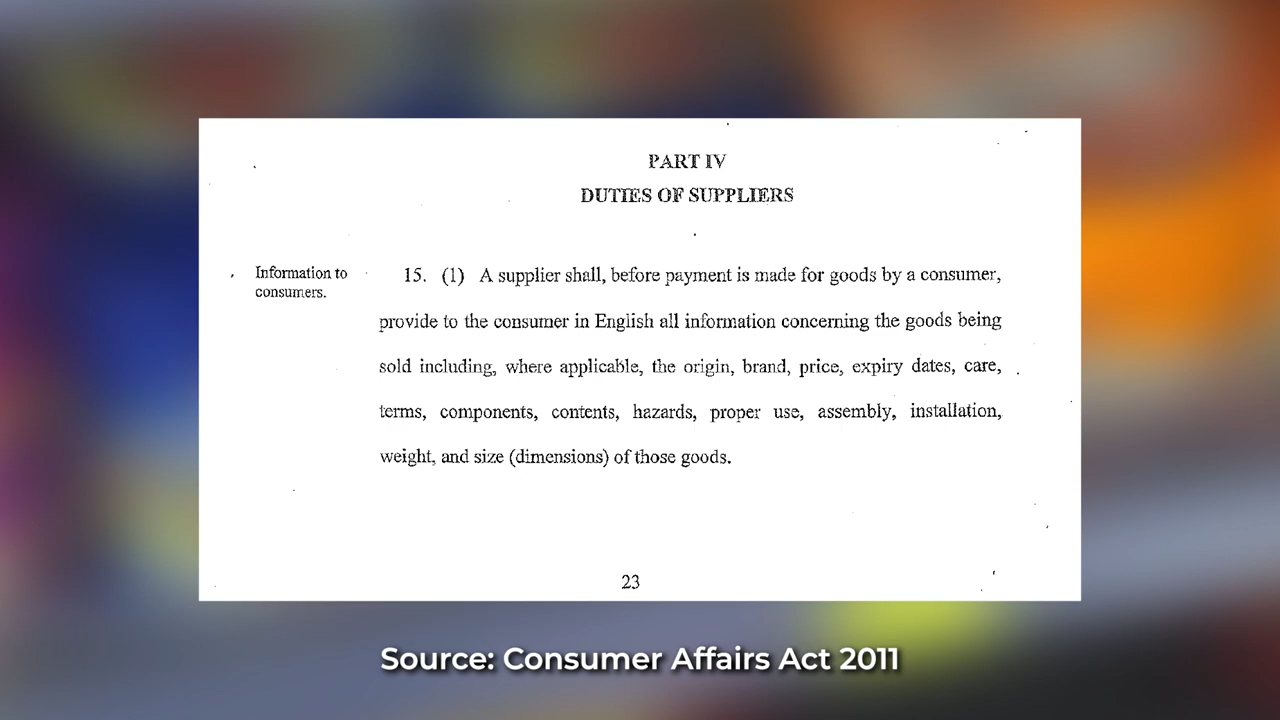 PART IV
DUTIES OF SUPPLIERS
Information to
consumers.
15. (1) A supplier shall, before payment is made for goods by a consumer,
provide to the consumer in English all information concerning the goods being
sold including, where applicable, the origin, brand, price, expiry dates, care,
terms, components, contents, hazards, proper use, assembly, installation,
weight, and size (dimensions) of those goods.
23
Source: Consumer Affairs Act 2011